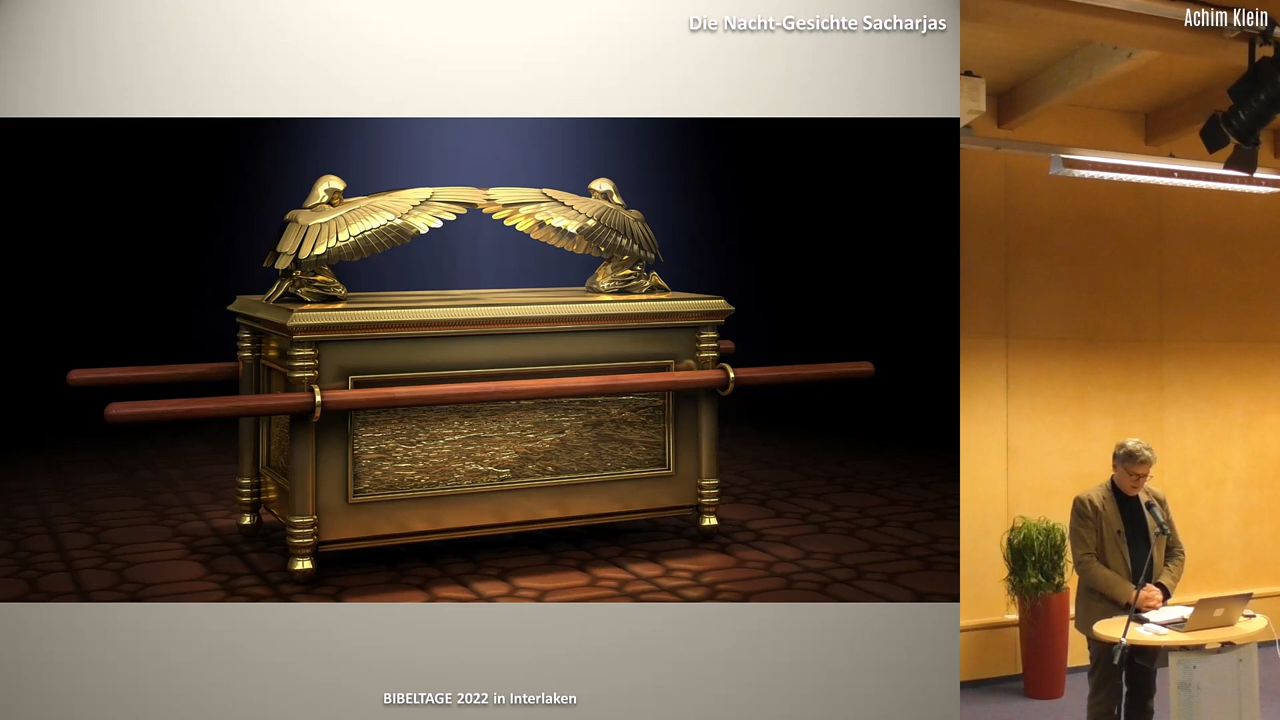 Die Nacht-Gesichte Sacharjas
Achim Klein
BIBELTAGE 2022 in Interlaken